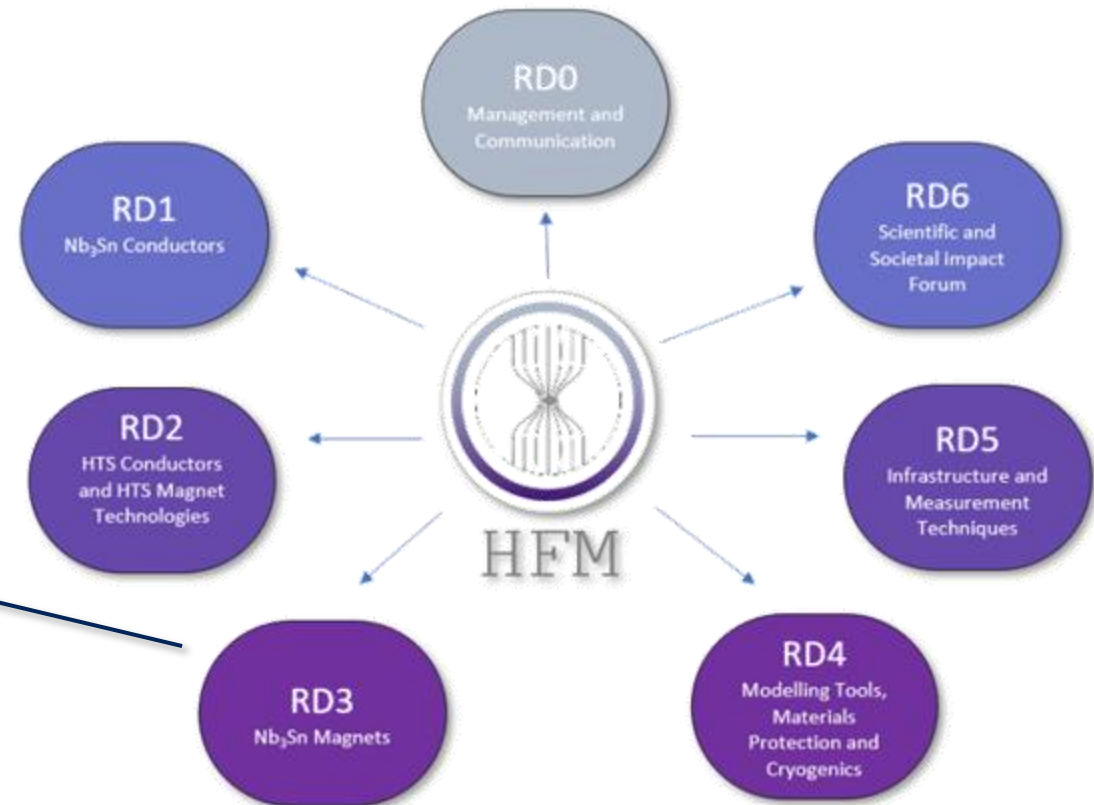 RD0
Management and
Communication
RD1
Nb₃Sn Conductors
RD6
Scientific and
Societal Impact
Forum
RD2
HTS Conductors
and HTS Magnet
Technologies
HFM
RD5
Infrastructure and
Measurement
Techniques
RD3
Nb₃Sn Magnets
RD4
Modelling Tools,
Materials
Protection and
Cryogenics